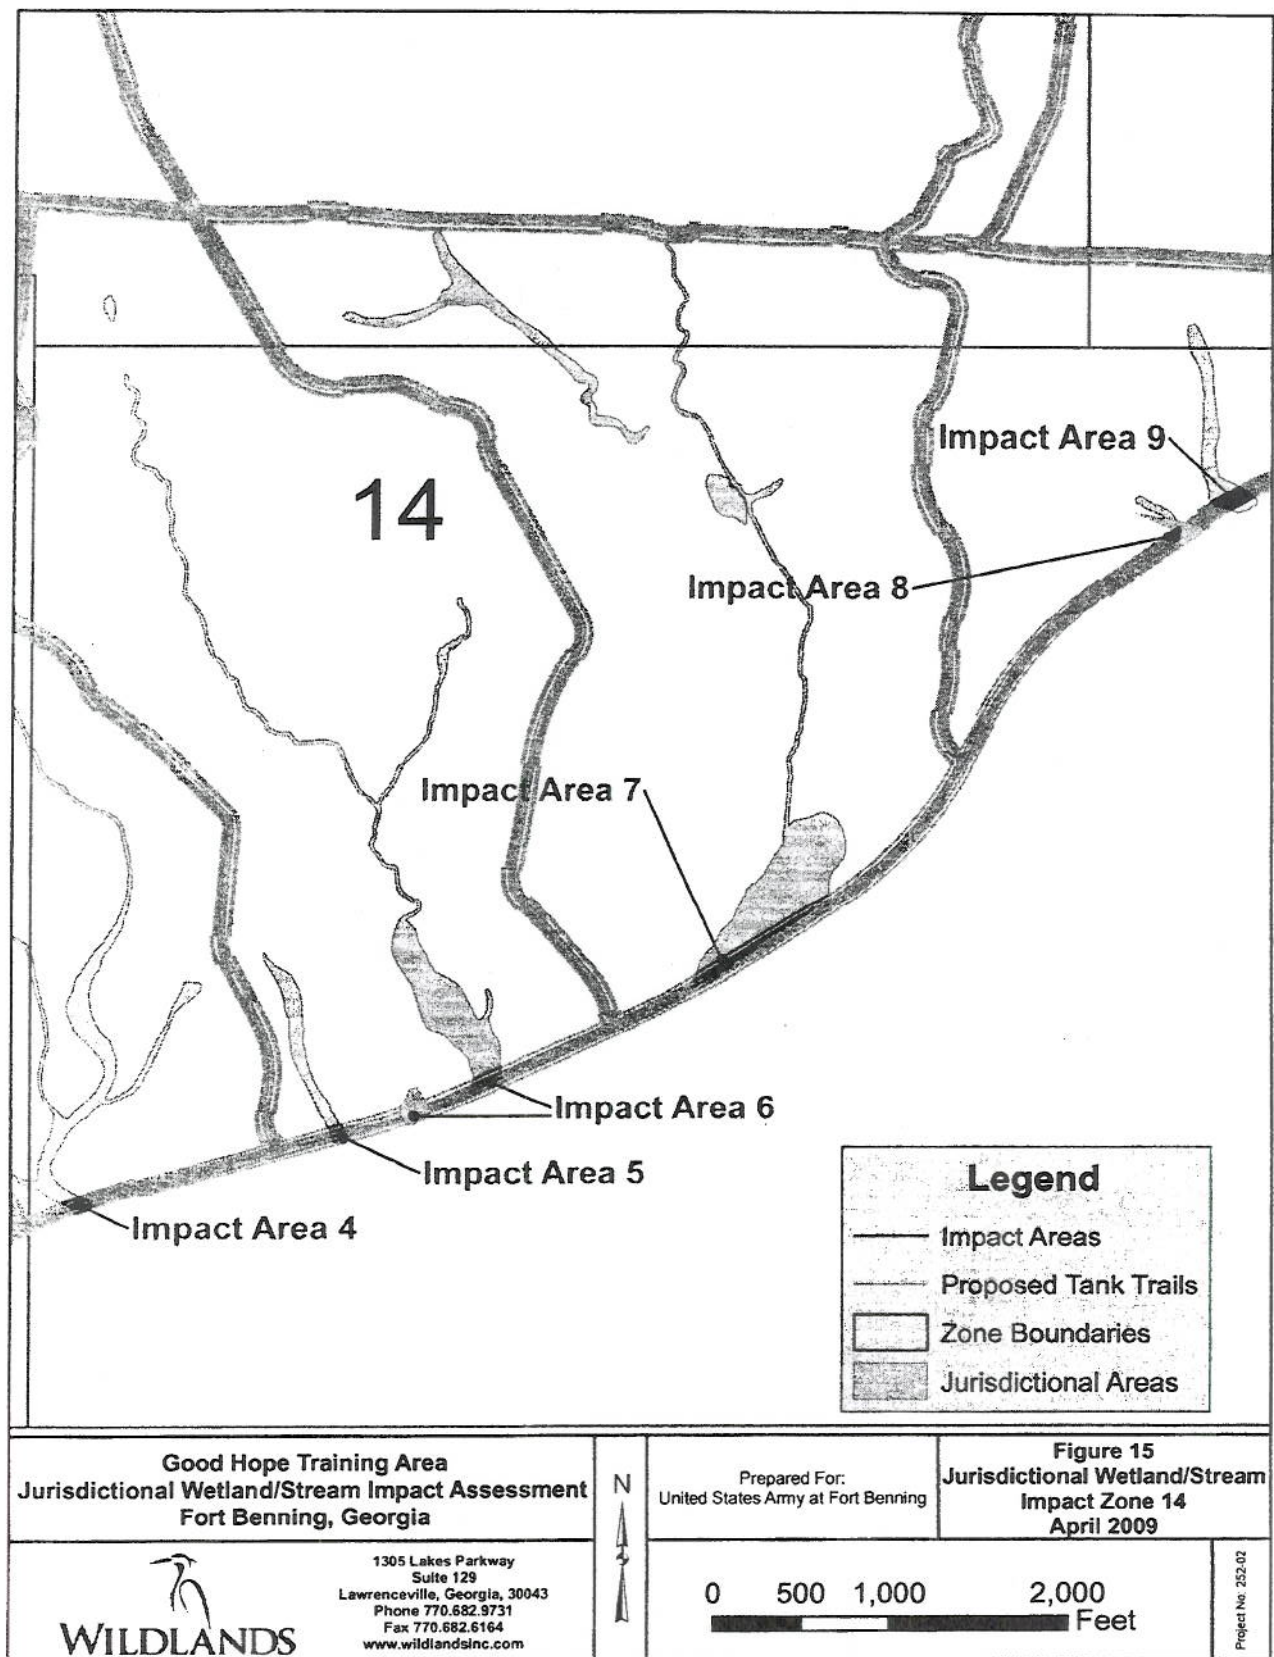 Impact Area 9
14
Impact Area 8
Impact Area 7
Impact Area 6
Impact Area 5
Impact Area 4
Legend
Impact Areas
Proposed Tank Trails
Zone Boundaries
Jurisdictional Areas
Good Hope Training Area
Jurisdictional Wetland/Stream Impact Assessment
Fort Benning, Georgia
N
Prepared For:
United States Army at Fort Benning
Figure 15
Jurisdictional Wetland/Stream
Impact Zone 14
April 2009
WILDLANDS
1305 Lakes Parkway
Suite 129
Lawrenceville, Georgia, 30043
Phone 770.682.9731
Fax 770.682.6164
www.wildlandsinc.com
0 500 1,000 2,000
Feet
Project No: 252-02